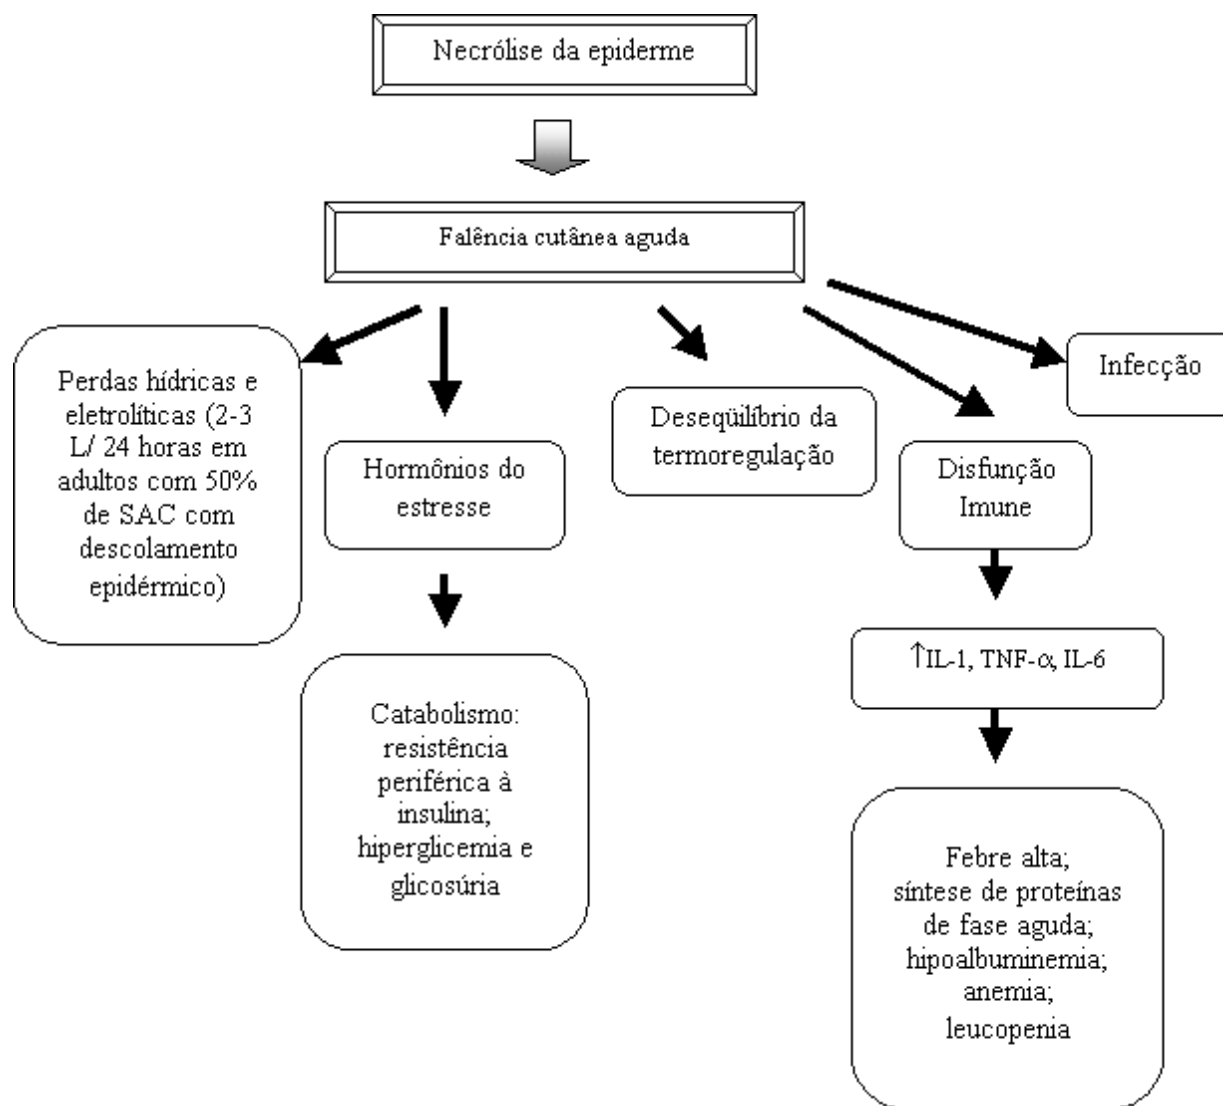 Necrólise da epiderme
Falência cutânea aguda
Perdas hídricas e
eletrolíticas (2-3
L/ 24 horas em
adultos com 50%
de SAC com
descolamento
epidérmico)
Hormônios do
estresse
Catabolismo:
resistência
periférica à
insulina;
hiperglicemia e
glicosúria
Deseqüilíbrio da
termoregulação
Disfunção
Imune
↑IL-1, TNF-α, IL-6
Febre alta;
síntese de proteínas
de fase aguda;
hipoalbuminemia;
anemia;
leucopenia
Infecção